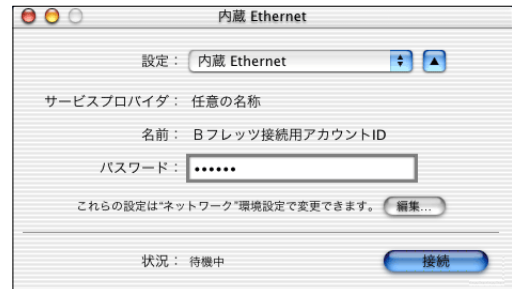 内蔵 Ethernet
設定： 内蔵 Ethernet
サービスプロバイダ： 任意の名称
名前： Bフレッツ接続用アカウントID
パスワード： ••••••
これらの設定は“ネットワーク”環境設定で変更できます。 編集...
状況： 待機中 接続